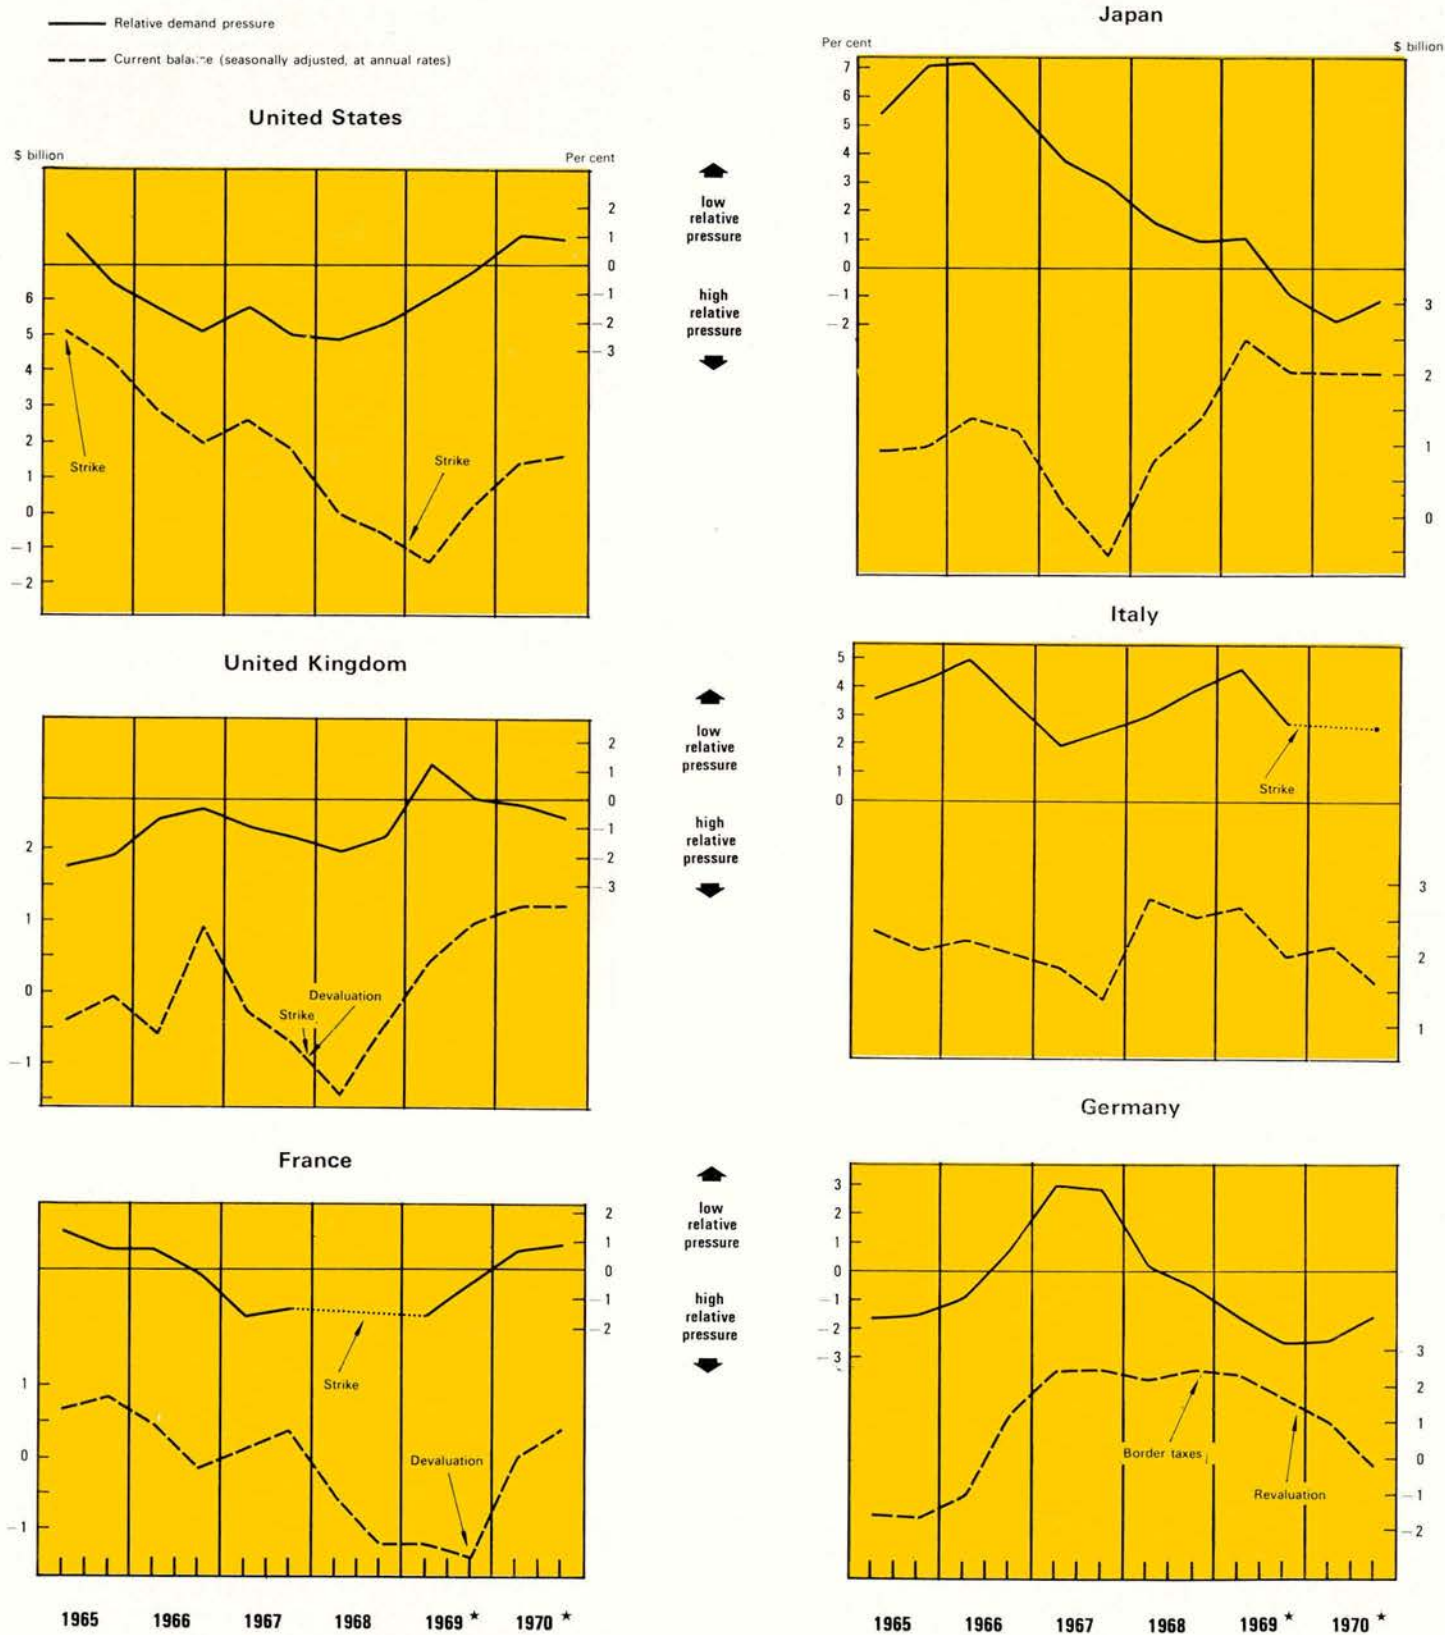 Relative demand pressure
Current balance (seasonally adjusted, at annual rates)
United States
$ billion
Per cent
2
1
0
−1
−2
−3
6
5
4
3
2
1
0
−1
−2
Strike
Strike
low
relative
pressure
high
relative
pressure
Japan
Per cent
$ billion
7
6
5
4
3
2
1
0
−1
−2
3
2
1
0
United Kingdom
2
1
0
−1
2
1
0
−1
−2
−3
Devaluation
Strike
low
relative
pressure
high
relative
pressure
Italy
5
4
3
2
1
0
3
2
1
Strike
France
2
1
0
−1
−2
1
0
−1
Strike
Devaluation
1965 1966 1967 1968 1969 * 1970 *
low
relative
pressure
high
relative
pressure
Germany
3
2
1
0
−1
−2
−3
3
2
1
0
−1
−2
Border taxes
Revaluation
1965 1966 1967 1968 1969 * 1970 *